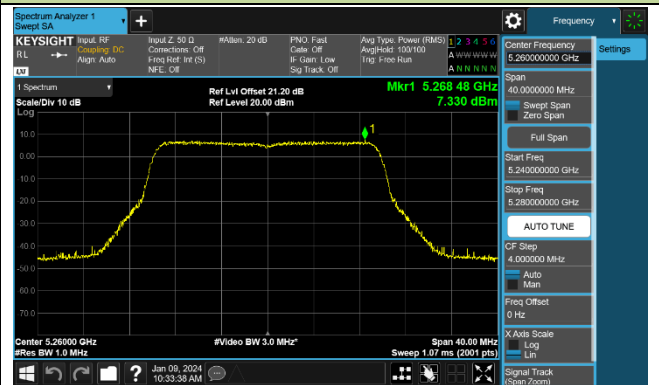 Spectrum Analyzer 1
Swept SA
+
Frequency
KEYSIGHT
RL
LXI
Input: RF
Coupling: DC
Align: Auto
Input Z: 50 Ω
Corrections: Off
Freq Ref: Int (S)
NFE: Off
#Atten: 20 dB
PNO: Fast
Gate: Off
IF Gain: Low
Sig Track: Off
Avg Type: Power (RMS)
Avg|Hold: 100/100
Trig: Free Run
1 2 3 4 5 6
A W W W W W
A N N N N N
1 Spectrum
Scale/Div 10 dB
Log
Ref Lvl Offset 21.20 dB
Ref Level 20.00 dBm
Mkr1 5.268 48 GHz
7.330 dBm
1
10.0
0.00
-10.0
-20.0
-30.0
-40.0
-50.0
-60.0
-70.0
Center 5.26000 GHz
#Res BW 1.0 MHz
#Video BW 3.0 MHz*
Span 40.00 MHz
Sweep 1.07 ms (2001 pts)
?
Jan 09, 2024
10:33:38 AM
Center Frequency
5.260000000 GHz
Span
40.0000000 MHz
Swept Span
Zero Span
Full Span
Start Freq
5.240000000 GHz
Stop Freq
5.280000000 GHz
AUTO TUNE
CF Step
4.000000 MHz
Auto
Man
Freq Offset
0 Hz
X Axis Scale
Log
Lin
Signal Track
(Span Zoom)
Settings